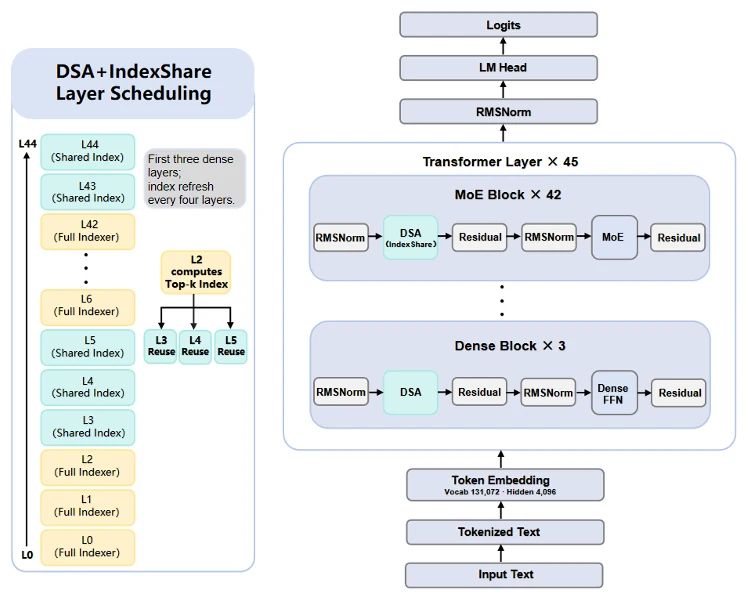 DSA+IndexShare
Layer Scheduling
L44
L44
(Shared Index)
L43
(Shared Index)
L42
(Full Indexer)
L6
(Full Indexer)
L5
(Shared Index)
L4
(Shared Index)
L3
(Shared Index)
L2
(Full Indexer)
L1
(Full Indexer)
L0
(Full Indexer)
L0
First three dense
layers;
index refresh
every four layers.
L2
computes
Top-k Index
L3
Reuse
L4
Reuse
L5
Reuse
Logits
LM Head
RMSNorm
Transformer Layer × 45
MoE Block × 42
RMSNorm
DSA
(IndexShare)
Residual
RMSNorm
MoE
Residual
Dense Block × 3
RMSNorm
DSA
Residual
RMSNorm
Dense
FFN
Residual
Token Embedding
Vocab 131,072 · Hidden 4,096
Tokenized Text
Input Text